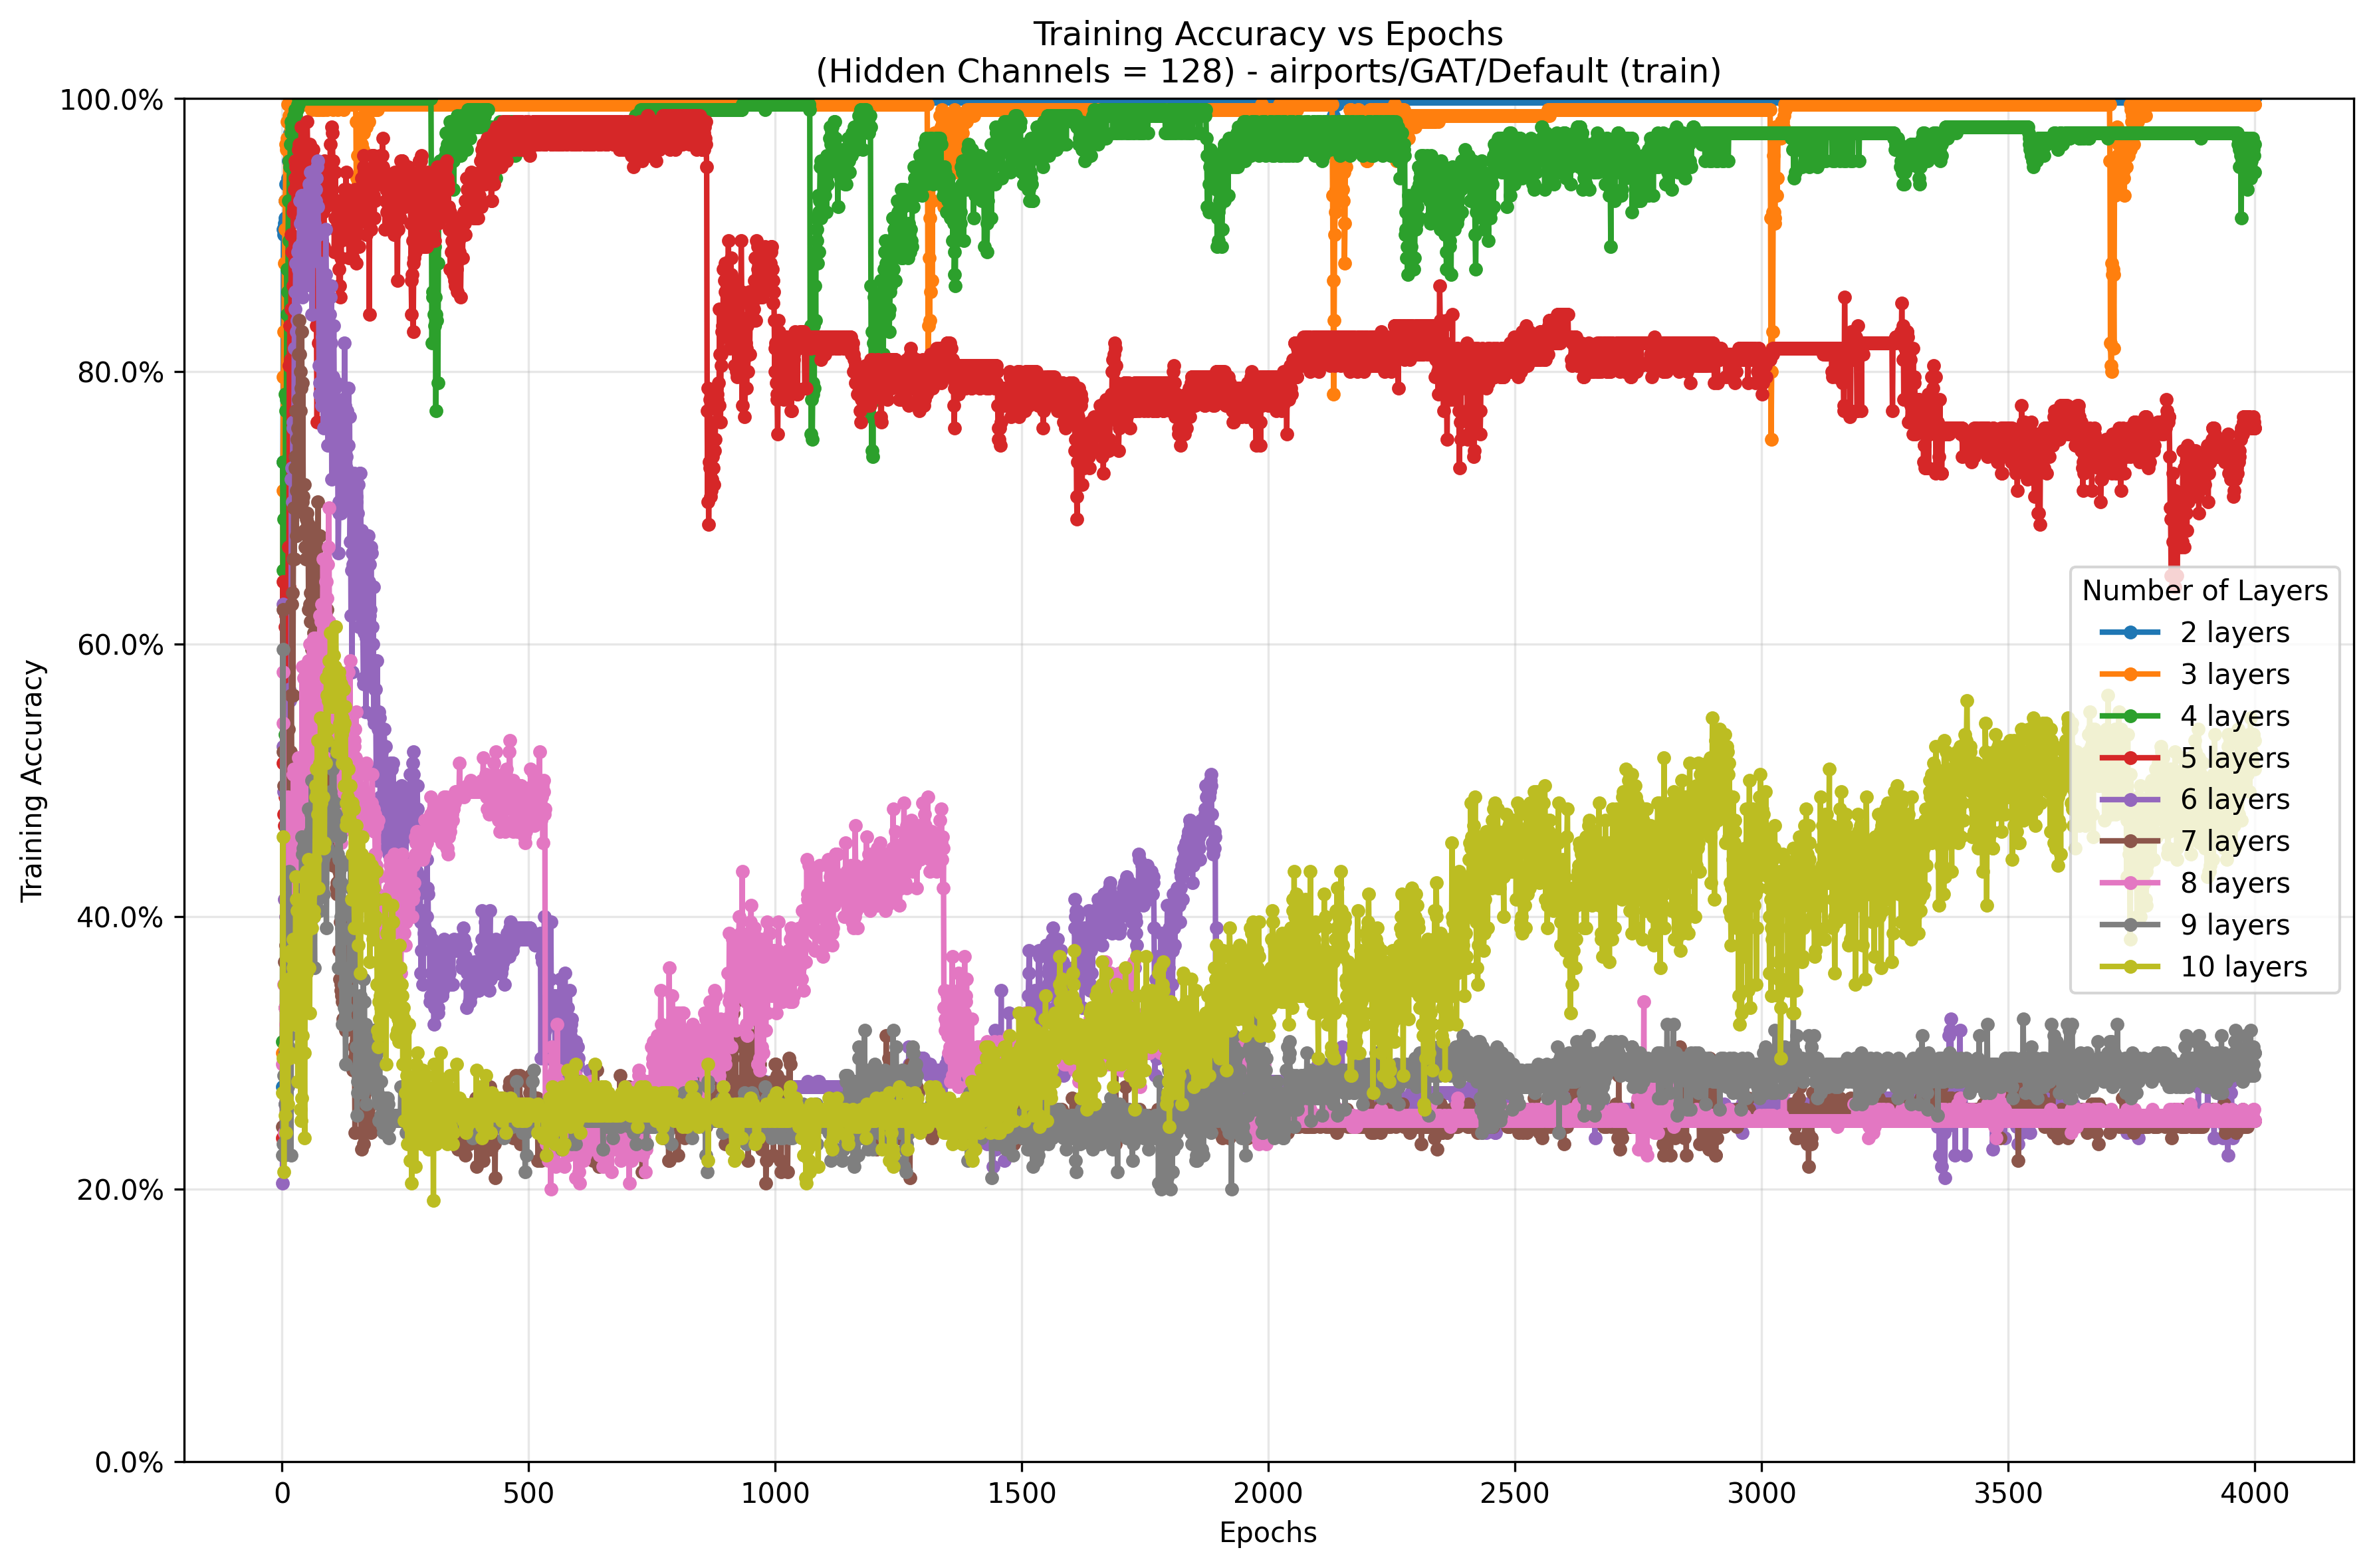 Training Accuracy vs Epochs
(Hidden Channels = 128) - airports/GAT/Default (train)
100.0%
80.0%
60.0%
40.0%
20.0%
0.0%
Training Accuracy
Number of Layers
2 layers
3 layers
4 layers
5 layers
6 layers
7 layers
8 layers
9 layers
10 layers
0
500
1000
1500
2000
2500
3000
3500
4000
Epochs